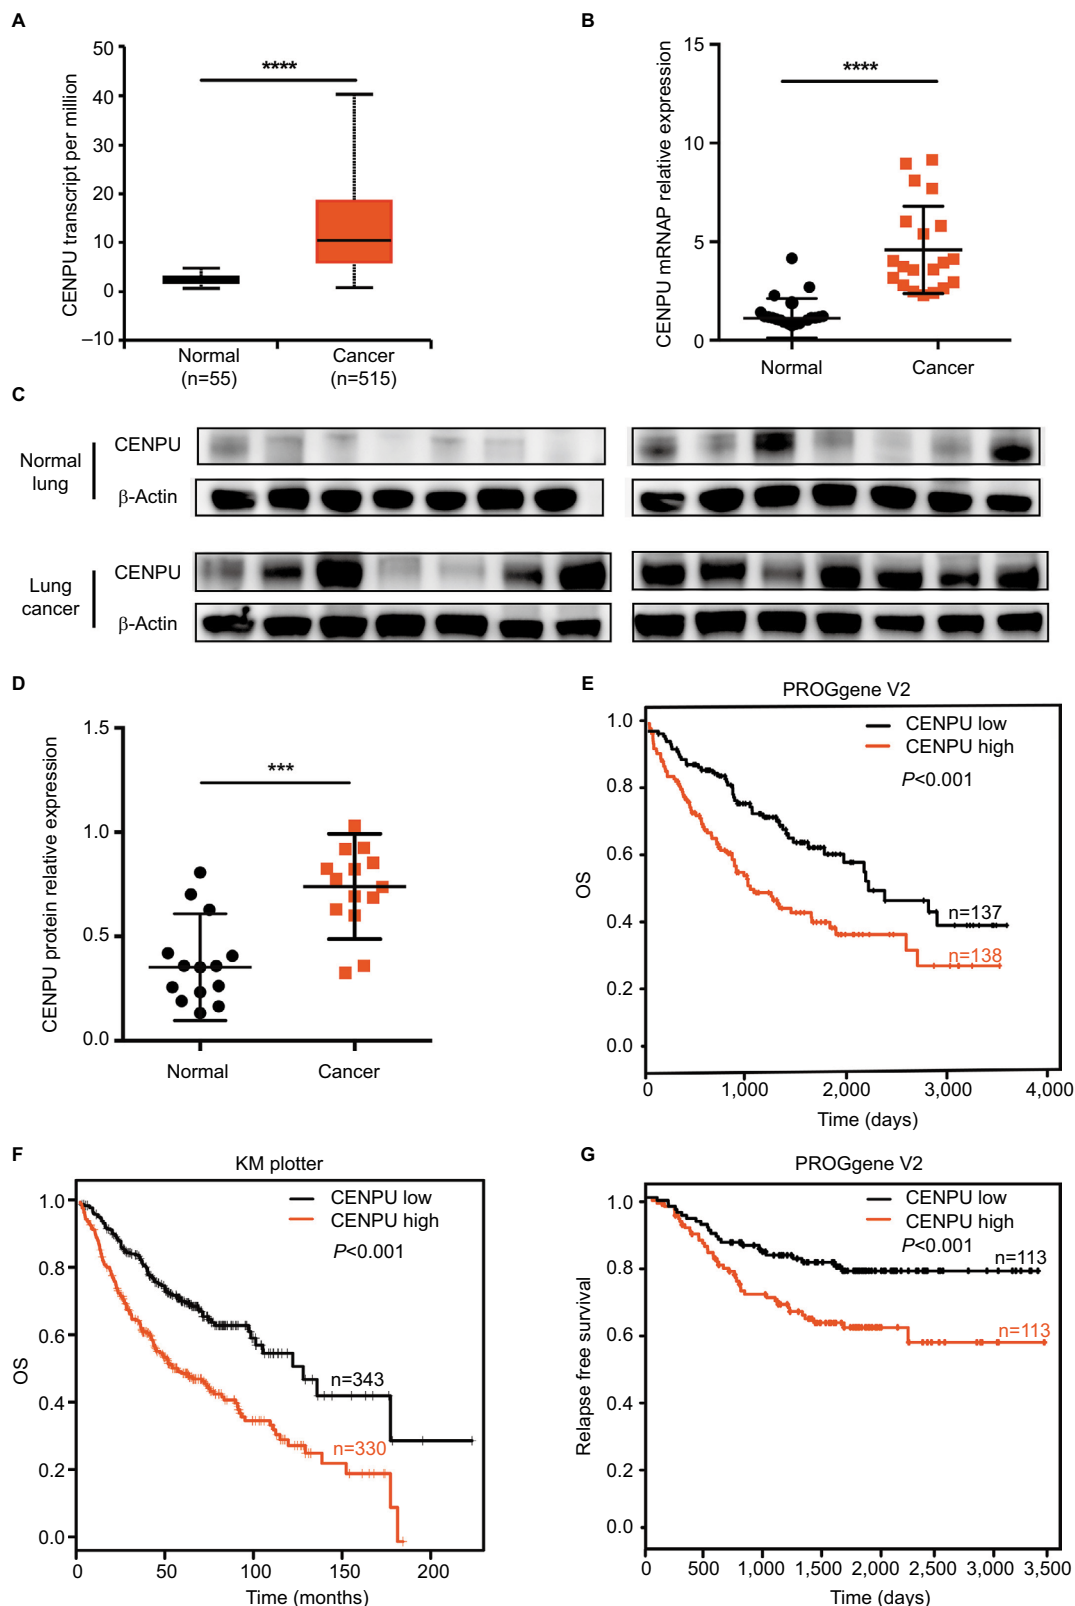 A
CENPU transcript per million
50
40
30
20
10
0
–10
****
Normal
(n=55)
Cancer
(n=515)
B
CENPU mRNAP relative expression
15
10
5
0
****
Normal
Cancer
C
Normal
lung
CENPU
β-Actin
Lung
cancer
CENPU
β-Actin
D
CENPU protein relative expression
1.5
1.0
0.5
0.0
***
Normal
Cancer
E
PROGgene V2
OS
1.0
0.8
0.6
0.4
0.2
0.0
CENPU low
CENPU high
P<0.001
n=137
n=138
0
1,000
2,000
3,000
4,000
Time (days)
F
KM plotter
OS
1.0
0.8
0.6
0.4
0.2
0.0
CENPU low
CENPU high
P<0.001
n=343
n=330
0
50
100
150
200
Time (months)
G
PROGgene V2
Relapse free survival
1.0
0.8
0.6
0.4
0.2
0.0
CENPU low
CENPU high
P<0.001
n=113
n=113
0
500
1,000
1,500
2,000
2,500
3,000
3,500
Time (days)